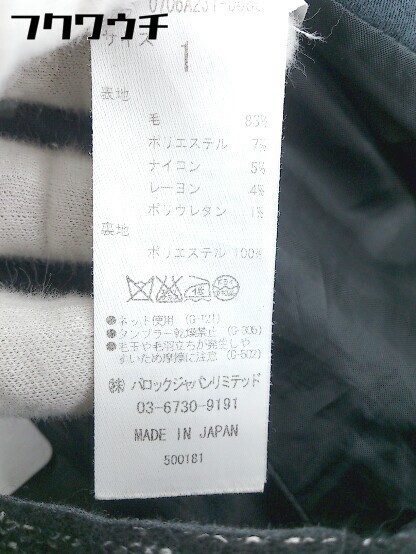 フクワウチ
サイズ
1
表地
毛 83%
ポリエステル 7%
ナイロン 5%
レーヨン 4%
ポリウレタン 1%
裏地
ポリエステル 100%
●ネット使用 (G-121)
●タンブラー乾燥禁止 (G-305)
●毛玉や毛羽立ちが発生しや
すいため摩擦に注意 (G-502)
㈱バロックジャパンリミテッド
03-6730-9191
MADE IN JAPAN
500181